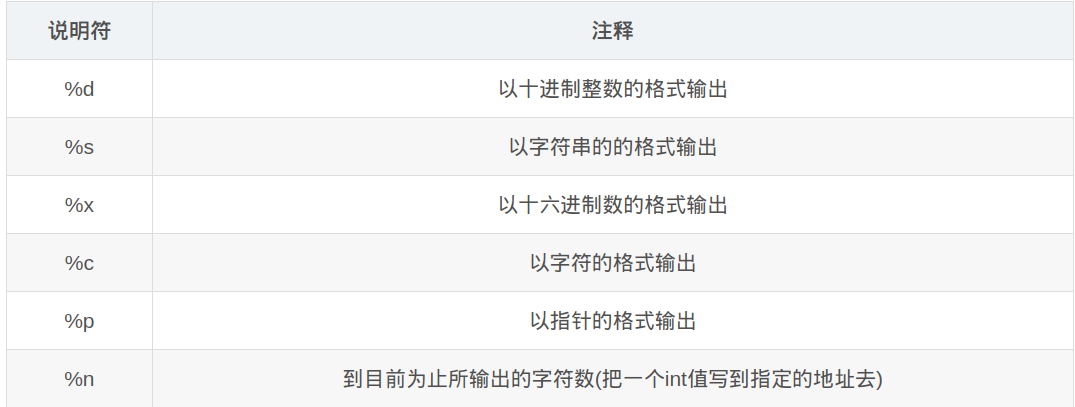 说明符 注释
%d 以十进制整数的格式输出
%s 以字符串的的格式输出
%x 以十六进制数的格式输出
%c 以字符的格式输出
%p 以指针的格式输出
%n 到目前为止所输出的字符数(把一个int值写到指定的地址去)